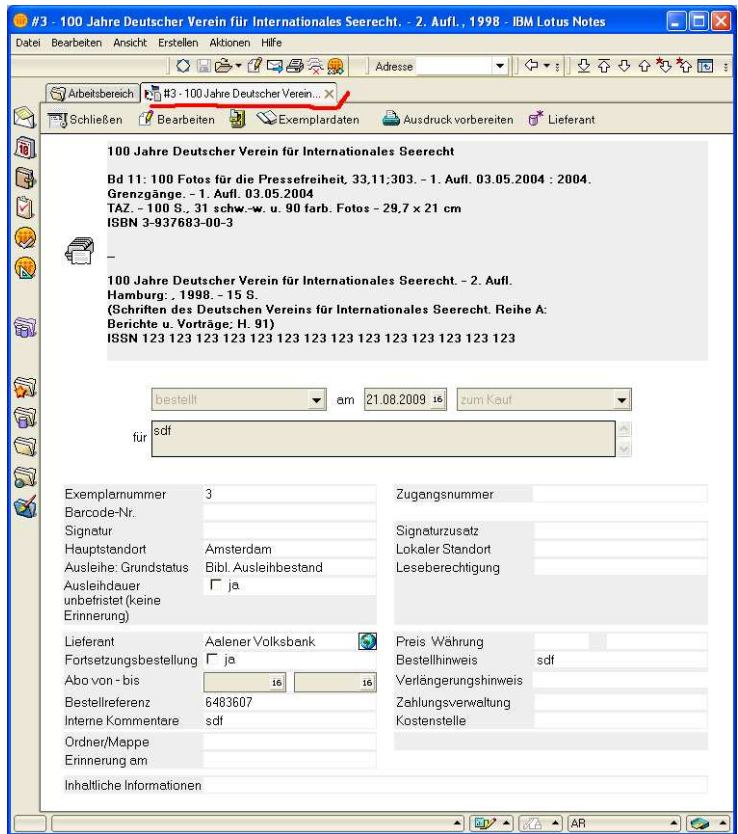 #3 - 100 Jahre Deutscher Verein für Internationales Seerecht. - 2. Aufl. , 1998 - IBM Lotus Notes
Datei Bearbeiten Ansicht Erstellen Aktionen Hilfe
Adresse
Arbeitsbereich #3 - 100 Jahre Deutscher Verein...
Schließen Bearbeiten Exemplardaten Ausdruck vorbereiten Lieferant
100 Jahre Deutscher Verein für Internationales Seerecht
Bd 11: 100 Fotos für die Pressefreiheit, 33,11;303. - 1. Aufl. 03.05.2004 : 2004.
Grenzgänge. - 1. Aufl. 03.05.2004
TAZ. - 100 S., 31 schw.-w. u. 90 farb. Fotos - 29,7 x 21 cm
ISBN 3-937683-00-3
_
100 Jahre Deutscher Verein für Internationales Seerecht. - 2. Aufl.
Hamburg: , 1998. - 15 S.
(Schriften des Deutschen Vereins für Internationales Seerecht. Reihe A:
Berichte u. Vorträge; H. 91)
ISSN 123 123 123 123 123 123 123 123 123 123 123 123 123 123
bestellt am 21.08.2009 16 zum Kauf
für sdf
Exemplarnummer 3 Zugangsnummer
Barcode-Nr.
Signatur Signaturzusatz
Hauptstandort Amsterdam Lokaler Standort
Ausleihe: Grundstatus Bibl. Ausleihbestand Leseberechtigung
Ausleihdauer ja
unbefristet (keine
Erinnerung)
Lieferant Aalener Volksbank Preis Währung
Fortsetzungsbestellung ja Bestellhinweis sdf
Abo von - bis 16 16 Verlängerungshinweis
Bestellreferenz 6483607 Zahlungsverwaltung
Interne Kommentare sdf Kostenstelle
Ordner/Mappe
Erinnerung am
Inhaltliche Informationen
AR